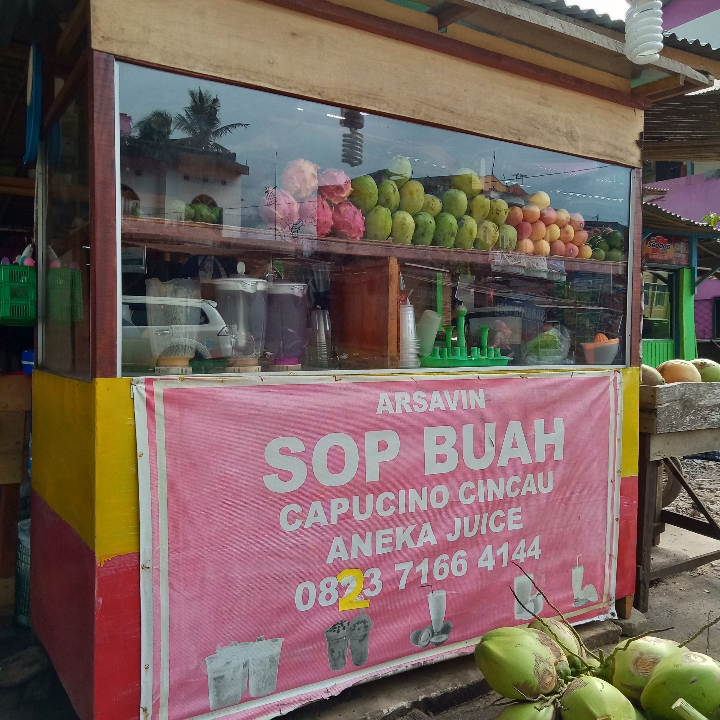 ARSAVIN
SOP BUAH
CAPUCINO CINCAU
ANEKA JUICE
0823 7166 4144